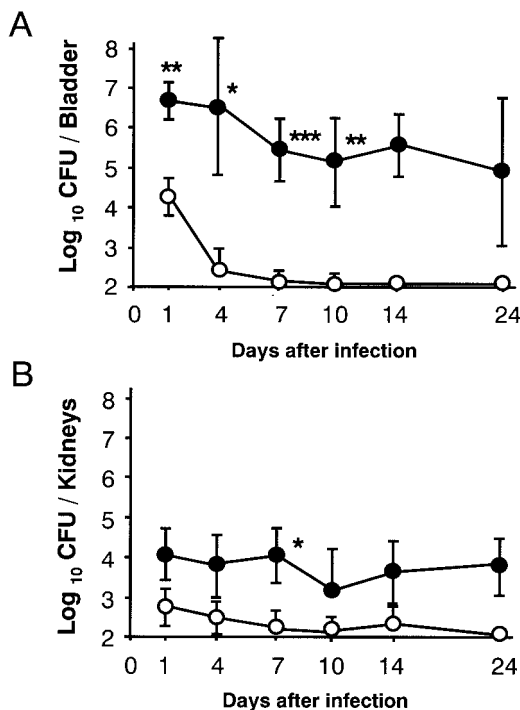 A
8
7
6
5
4
3
2
**
*
***
**
Log 10 CFU / Bladder
0 1 4 7 10 14 24
Days after infection
B
8
7
6
5
4
3
2
*
Log 10 CFU / Kidneys
0 1 4 7 10 14 24
Days after infection